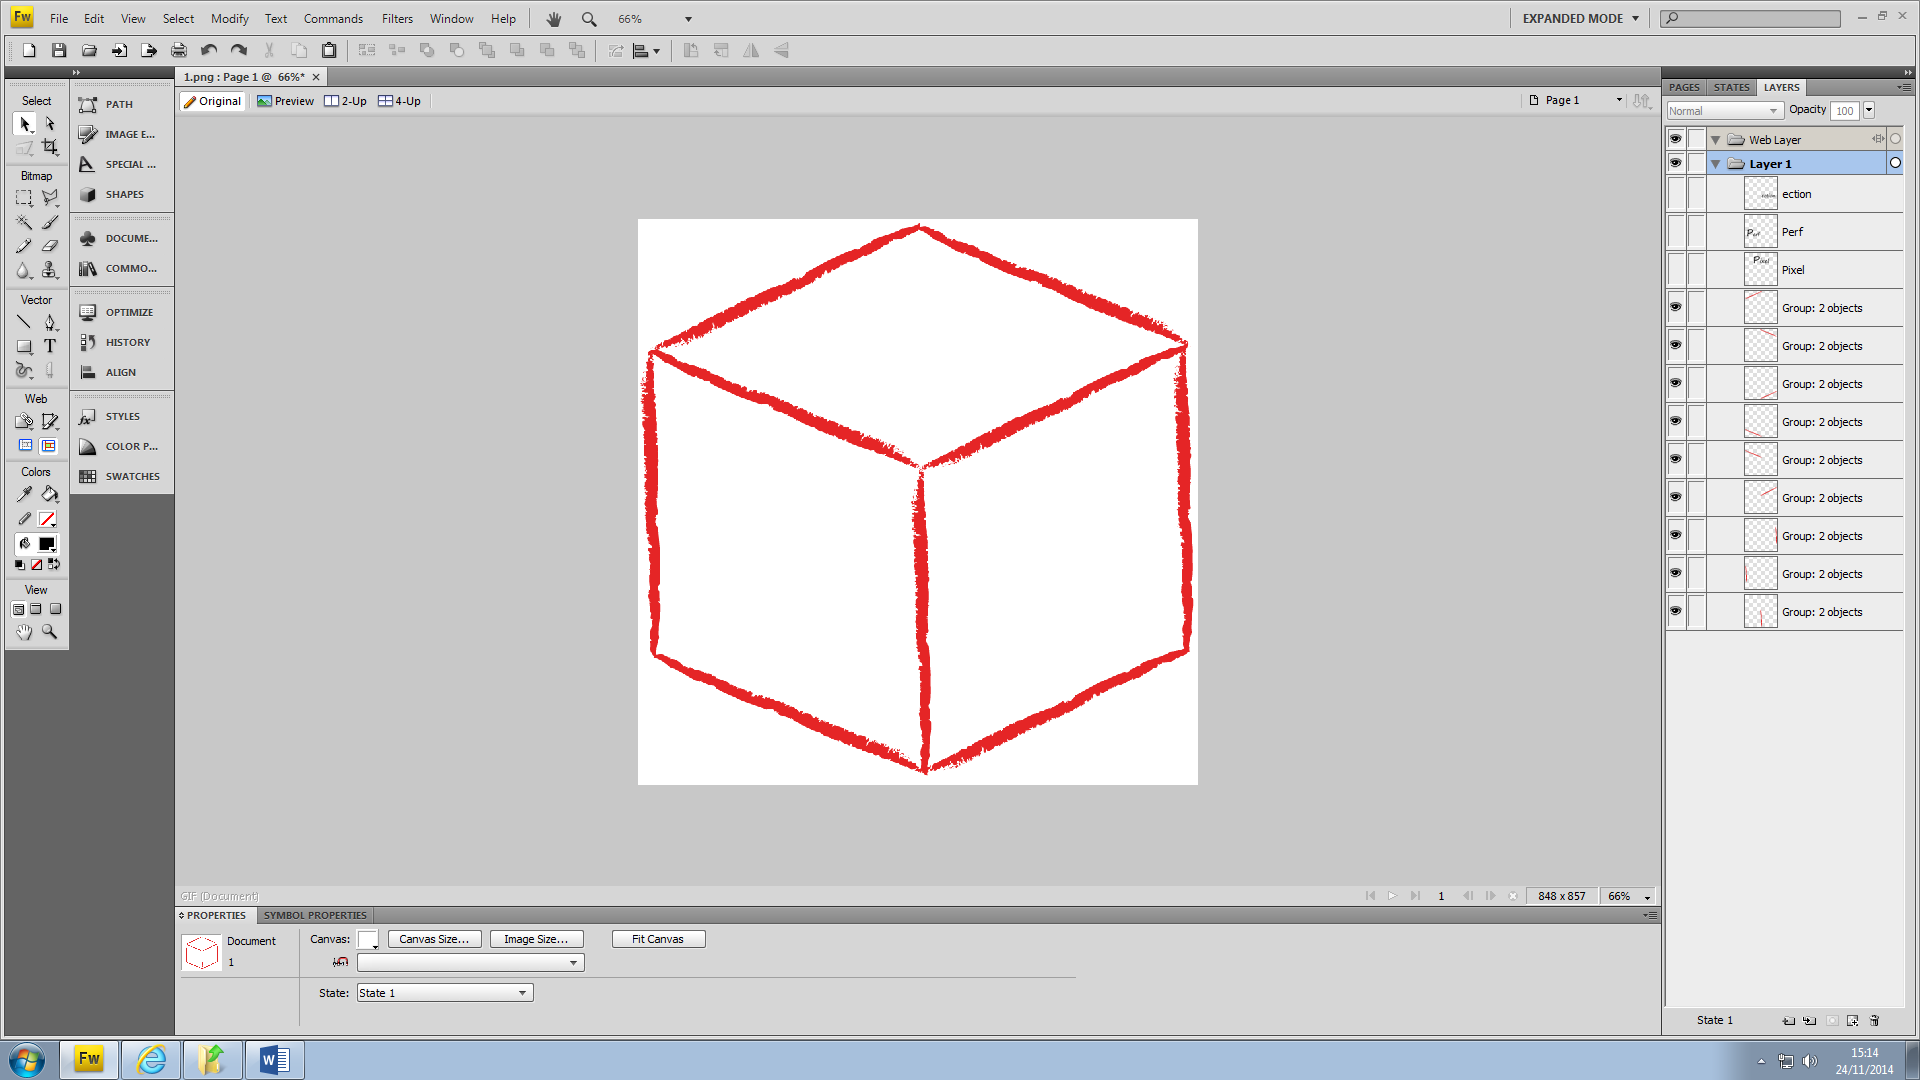 Fw File Edit View Select Modify Text Commands Filters Window Help 66% EXPANDED MODE
1.png : Page 1 @ 66%*
Original Preview 2-Up 4-Up Page 1
Select
Bitmap
Vector
Web
Colors
View
PATH
IMAGE E...
SPECIAL ...
SHAPES
DOCUME...
COMMO...
OPTIMIZE
HISTORY
ALIGN
STYLES
COLOR P...
SWATCHES
PAGES STATES LAYERS
Normal Opacity 100
Web Layer
Layer 1
ection
Perf
Pixel
Group: 2 objects
Group: 2 objects
Group: 2 objects
Group: 2 objects
Group: 2 objects
Group: 2 objects
Group: 2 objects
Group: 2 objects
Group: 2 objects
State 1
GIF (Document) 1 848 x 857 66%
PROPERTIES SYMBOL PROPERTIES
Document
1
Canvas: Canvas Size... Image Size... Fit Canvas
State: State 1
Fw
15:14
24/11/2014